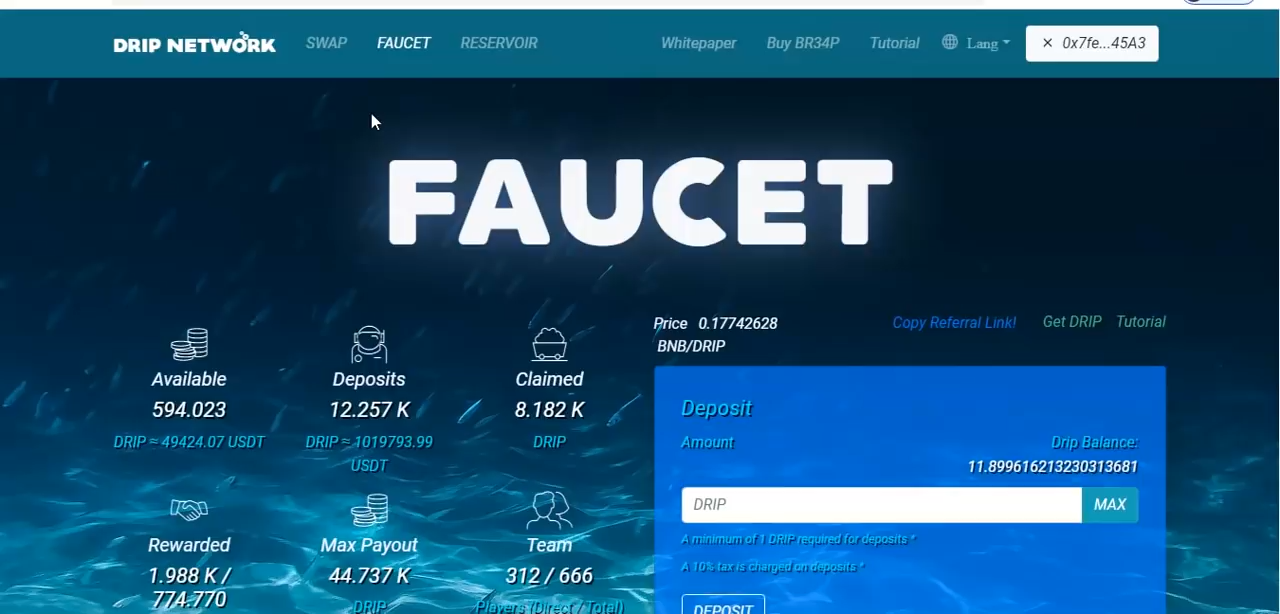 DRIP NETWORK SWAP FAUCET RESERVOIR Whitepaper Buy BR34P Tutorial Lang × 0x7fe...45A3
FAUCET
Price 0.17742628
BNB/DRIP
Copy Referral Link! Get DRIP Tutorial
Available
594.023
DRIP ≈ 49424.07 USDT
Deposits
12.257 K
DRIP ≈ 1019793.99
USDT
Claimed
8.182 K
DRIP
Rewarded
1.988 K /
774.770
Max Payout
44.737 K
DRIP
Team
312 / 666
Players (Direct / Total)
Deposit
Amount
Drip Balance:
11.899616213230313681
DRIP
MAX
A minimum of 1 DRIP required for deposits *
A 10% tax is charged on deposits *
DEPOSIT